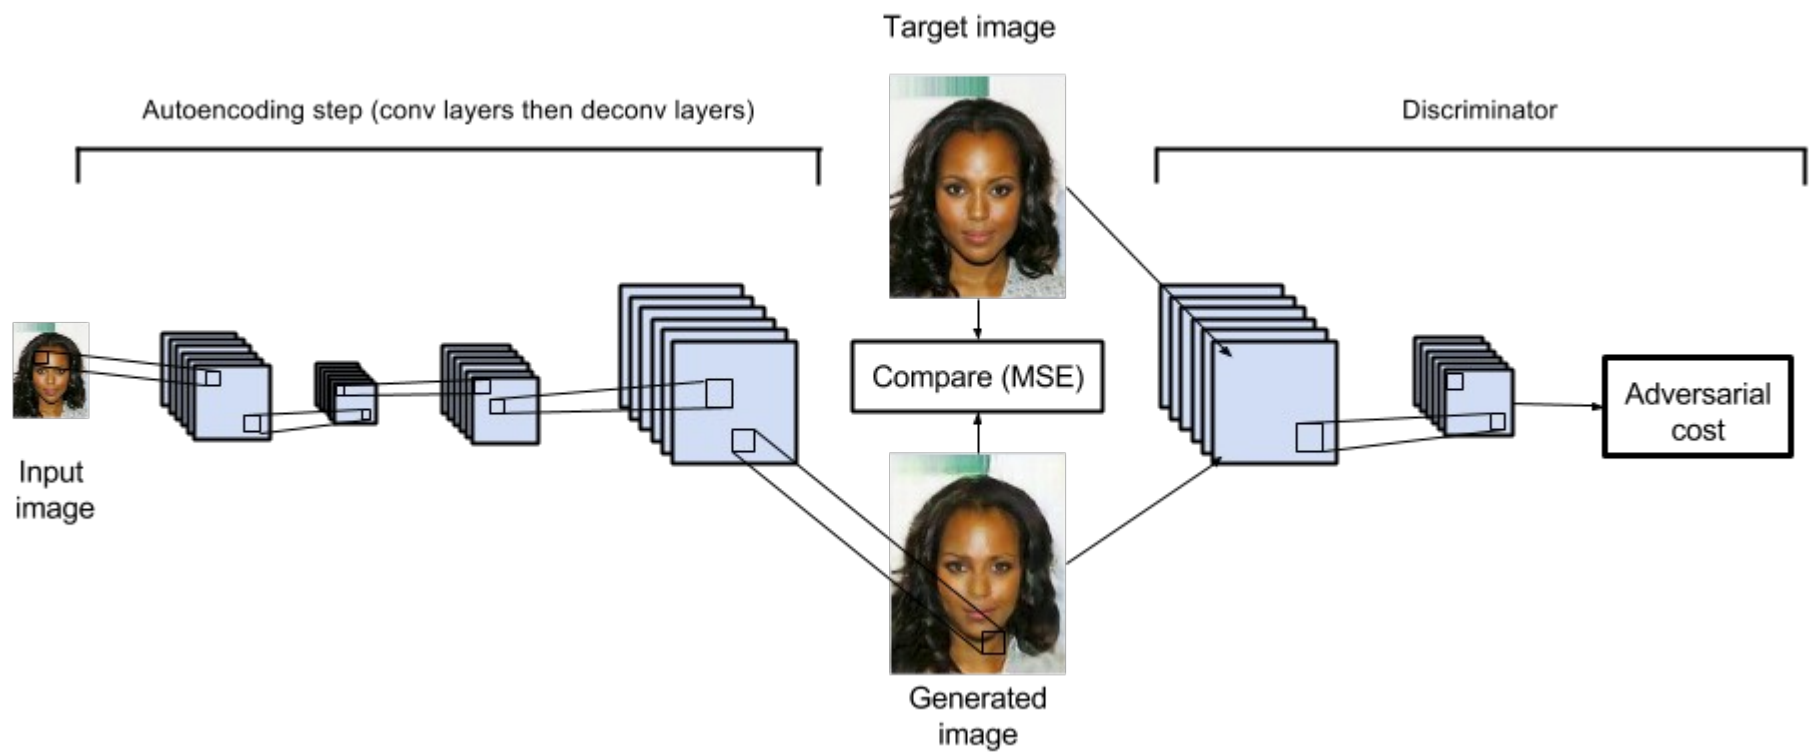 Target image
Autoencoding step (conv layers then deconv layers)
Discriminator
Compare (MSE)
Adversarial
cost
Input
image
Generated
image